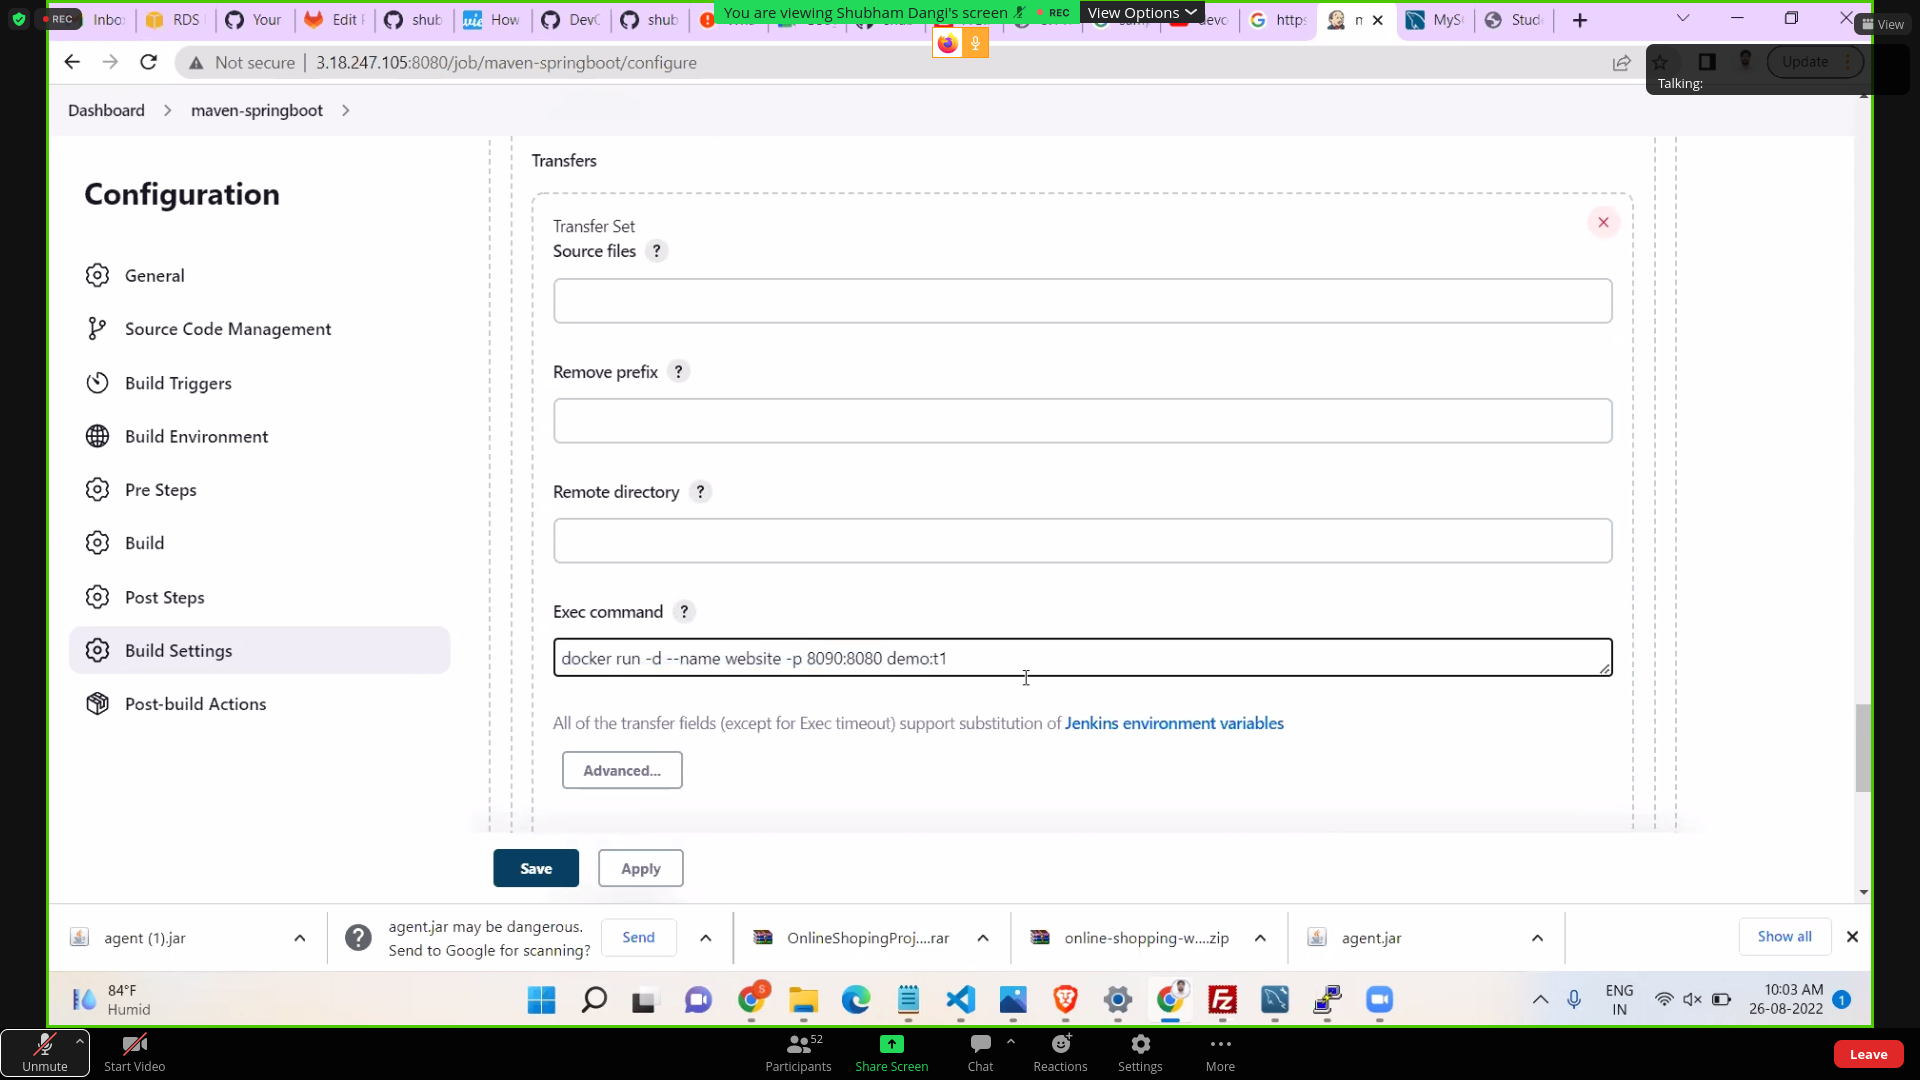 REC
Inbo
RDS
Your
Edit F
shub
How
DevC
shub
You are viewing Shubham Dangi's screen
REC
View Options
devo
https
m
MyS
Stud
View
Not secure
3.18.247.105:8080/job/maven-springboot/configure
Update
Talking:
Dashboard
maven-springboot
Configuration
General
Source Code Management
Build Triggers
Build Environment
Pre Steps
Build
Post Steps
Build Settings
Post-build Actions
Transfers
Transfer Set
Source files ?
Remove prefix ?
Remote directory ?
Exec command ?
docker run -d --name website -p 8090:8080 demo:t1
All of the transfer fields (except for Exec timeout) support substitution of Jenkins environment variables
Advanced...
Save
Apply
agent (1).jar
agent.jar may be dangerous.
Send to Google for scanning?
Send
OnlineShopingProj....rar
online-shopping-w....zip
agent.jar
Show all
84°F
Humid
ENG
IN
10:03 AM
26-08-2022
1
Unmute
Start Video
52
Participants
Share Screen
Chat
Reactions
Settings
More
Leave